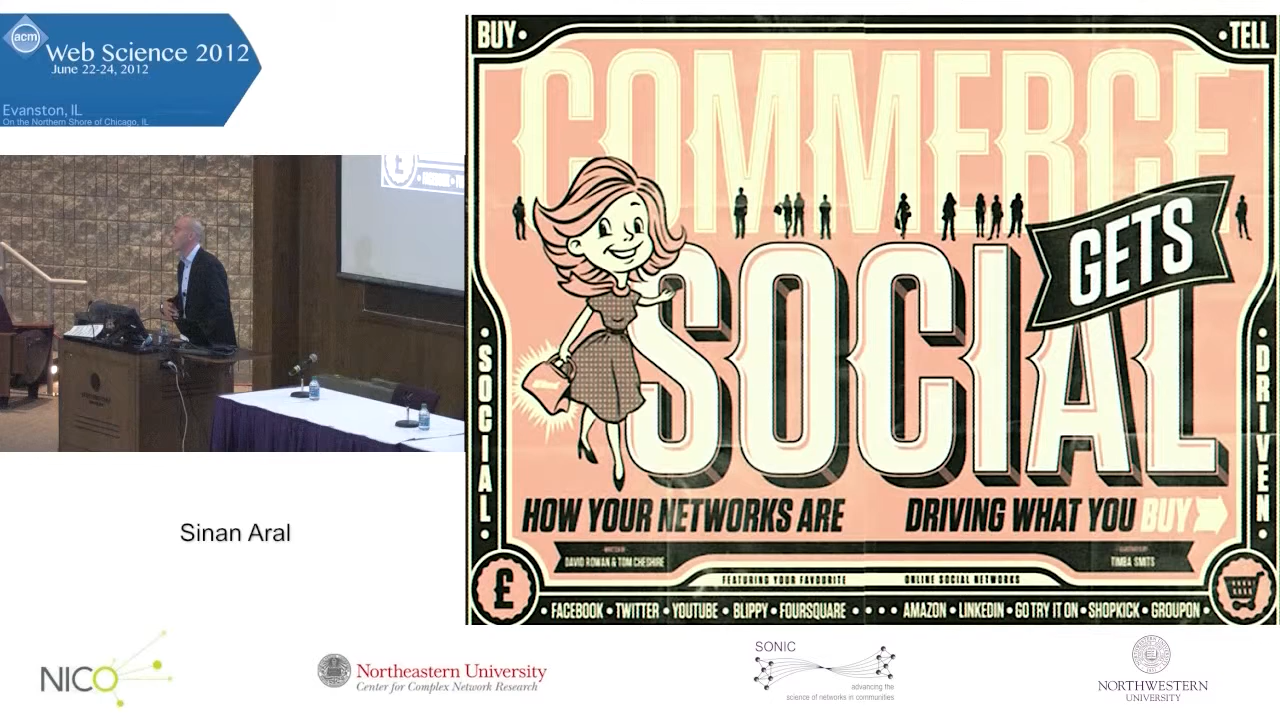 acm
Web Science 2012
June 22-24, 2012
Evanston, IL
On the Northern Shore of Chicago, IL
Sinan Aral
BUY
TELL
COMMERCE
GETS
SOCIAL
SOCIAL
DRIVEN
HOW YOUR NETWORKS ARE
DRIVING WHAT YOU BUY
DAVID ROWAN & TOM CHESHIRE
TIMBA SMITS
FEATURING YOUR FAVOURITE
ONLINE SOCIAL NETWORKS
£
• FACEBOOK • TWITTER • YOUTUBE • BLIPPY • FOURSQUARE • • • • AMAZON • LINKEDIN • GO TRY IT ON • SHOPKICK • GROUPON •
NICO
Northeastern University
Center for Complex Network Research
SONIC
advancing the
science of networks in communities
NORTHWESTERN
UNIVERSITY